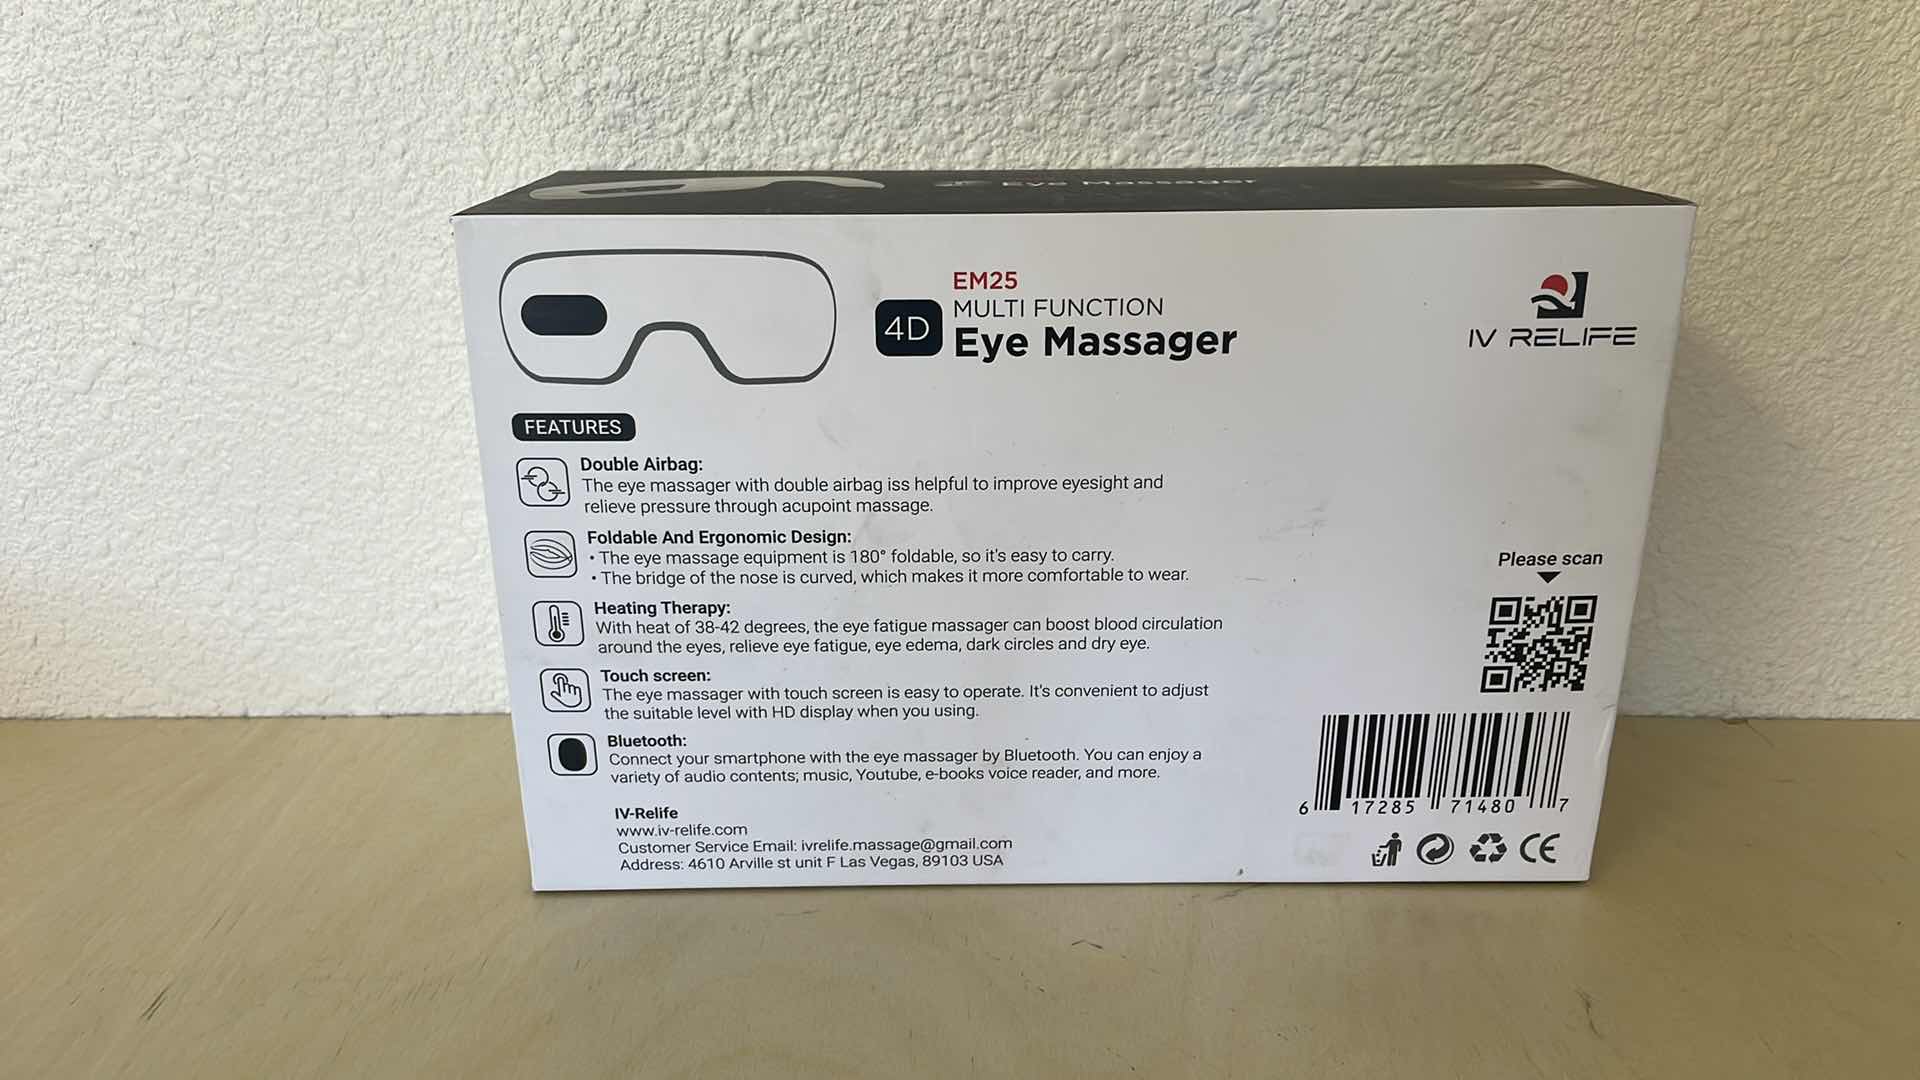 Eye Massager
EM25
MULTI FUNCTION
4D
Eye Massager
IV RELIFE
FEATURES
Double Airbag:
The eye massager with double airbag iss helpful to improve eyesight and
relieve pressure through acupoint massage.
Foldable And Ergonomic Design:
• The eye massage equipment is 180° foldable, so it's easy to carry.
• The bridge of the nose is curved, which makes it more comfortable to wear.
Heating Therapy:
With heat of 38-42 degrees, the eye fatigue massager can boost blood circulation
around the eyes, relieve eye fatigue, eye edema, dark circles and dry eye.
Touch screen:
The eye massager with touch screen is easy to operate. It's convenient to adjust
the suitable level with HD display when you using.
Bluetooth:
Connect your smartphone with the eye massager by Bluetooth. You can enjoy a
variety of audio contents; music, Youtube, e-books voice reader, and more.
IV-Relife
www.iv-relife.com
Customer Service Email: ivrelife.massage@gmail.com
Address: 4610 Arville st unit F Las Vegas, 89103 USA
Please scan
6 17285 71480 7
CE